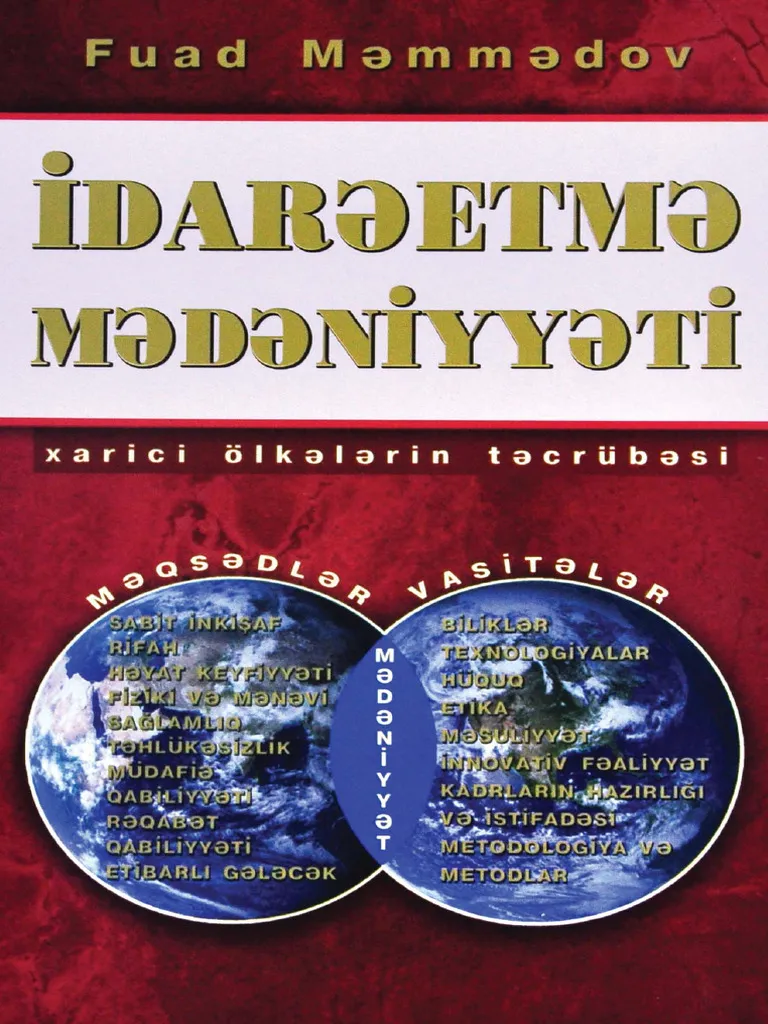 Fuad Məmmədov
İDARƏETMƏ
MƏDƏNİYYƏTİ
xarici ölkələrin təcrübəsi
MƏQSƏDLƏR
SABİT İNKİŞAF
RİFAH
HƏYAT KEYFİYYƏTİ
FİZİKİ VƏ MƏNƏVİ
SAĞLAMLIQ
TƏHLÜKƏSİZLİK
MÜDAFİƏ
QABİLİYYƏTİ
RƏQABƏT
QABİLİYYƏTİ
ETİBARLI GƏLƏCƏK
MƏDƏNİYYƏT
VASİTƏLƏR
BİLİKLƏR
TEXNOLOGİYALAR
HÜQUQ
ETİKA
MƏSULİYYƏT
İNNOVATİV FƏALİYYƏT
KADRLARIN HAZIRLIĞI
VƏ İSTİFADƏSİ
METODOLOGİYA VƏ
METODLAR